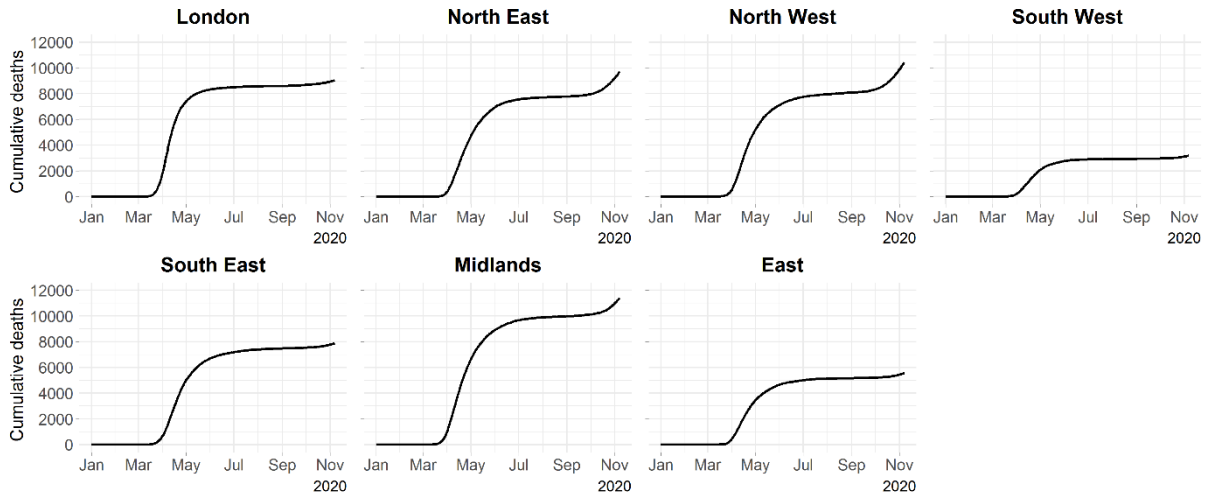 London North East North West South West
Cumulative deaths
12000
10000
8000
6000
4000
2000
0
Jan Mar May Jul Sep Nov Jan Mar May Jul Sep Nov Jan Mar May Jul Sep Nov Jan Mar May Jul Sep Nov
2020 2020 2020 2020
South East Midlands East
Cumulative deaths
12000
10000
8000
6000
4000
2000
0
Jan Mar May Jul Sep Nov Jan Mar May Jul Sep Nov Jan Mar May Jul Sep Nov
2020 2020 2020